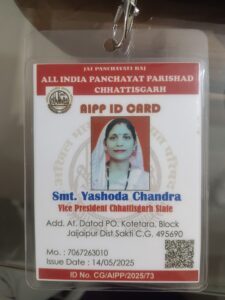 JAI PANCHAYATI RAJ
ALL INDIA PANCHAYAT PARISHAD
CHHATTISGARH
AIPP ID CARD
Smt. Yashoda Chandra
Vice President Chhattisgarh State
Add. At. Datod PO. Kotetara, Block
Jaijaipur Dist Sakti C.G. 495690
Mo. : 7067263010
Issue Date : 14/05/2025
ID No. CG/AIPP/2025/73